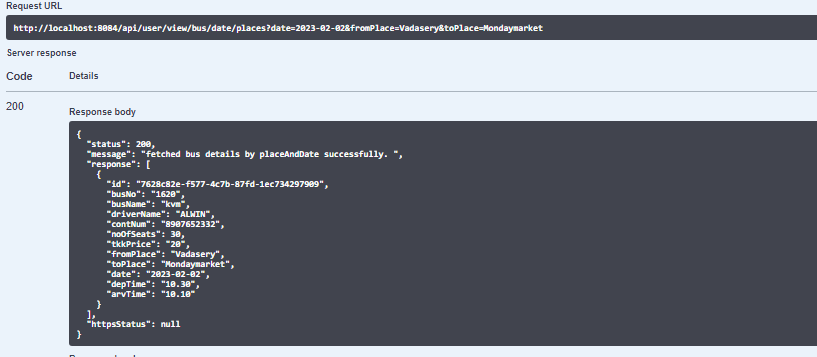 Request URL
http://localhost:8084/api/user/view/bus/date/places?date=2023-02-02&fromPlace=Vadasery&toPlace=Mondaymarket
Server response
Code Details
200
Response body
{
  "status": 200,
  "message": "fetched bus details by placeAndDate successfully. ",
  "response": [
    {
      "id": "7628c82e-f577-4c7b-87fd-1ec734297909",
      "busNo": "1620",
      "busName": "kvm",
      "driverName": "ALWIN",
      "contNum": "8907652332",
      "noOfSeats": 30,
      "tkkPrice": "20",
      "fromPlace": "Vadasery",
      "toPlace": "Mondaymarket",
      "date": "2023-02-02",
      "depTime": "10.30",
      "arvTime": "10.10"
    }
  ],
  "httpsStatus": null
}